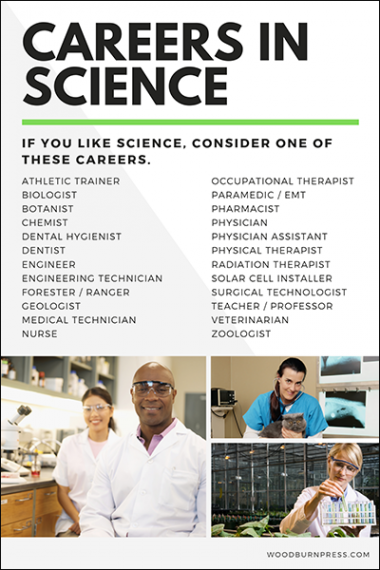 CAREERS IN
SCIENCE
IF YOU LIKE SCIENCE, CONSIDER ONE OF
THESE CAREERS.
ATHLETIC TRAINER
BIOLOGIST
BOTANIST
CHEMIST
DENTAL HYGIENIST
DENTIST
ENGINEER
ENGINEERING TECHNICIAN
FORESTER / RANGER
GEOLOGIST
MEDICAL TECHNICIAN
NURSE
OCCUPATIONAL THERAPIST
PARAMEDIC / EMT
PHARMACIST
PHYSICIAN
PHYSICIAN ASSISTANT
PHYSICAL THERAPIST
RADIATION THERAPIST
SOLAR CELL INSTALLER
SURGICAL TECHNOLOGIST
TEACHER / PROFESSOR
VETERINARIAN
ZOOLOGIST
WOODBURNPRESS.COM